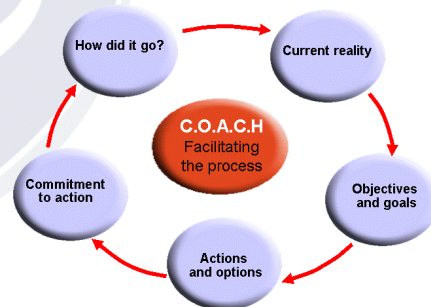 How did it go?
Current reality
C.O.A.C.H
Facilitating
the process
Commitment
to action
Objectives
and goals
Actions
and options